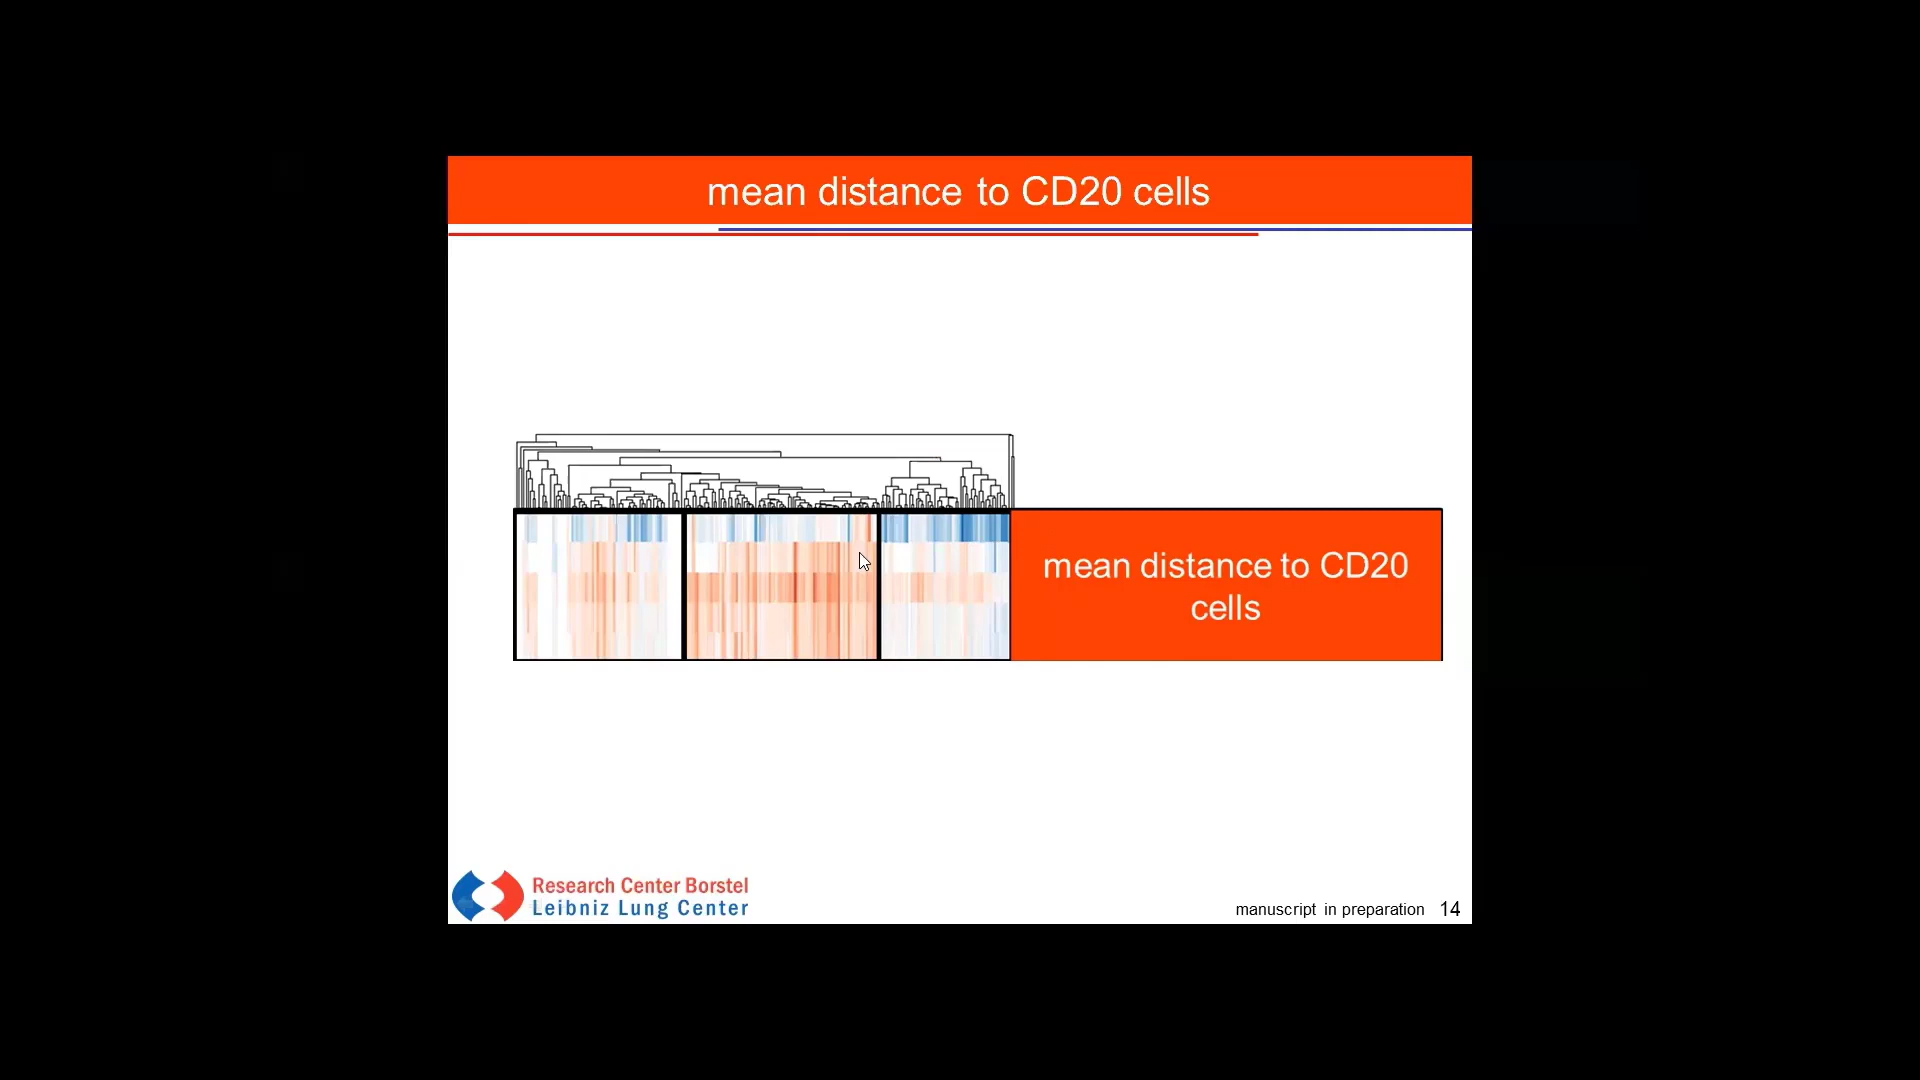 mean distance to CD20 cells
mean distance to CD20
cells
Research Center Borstel
Leibniz Lung Center
manuscript in preparation 14